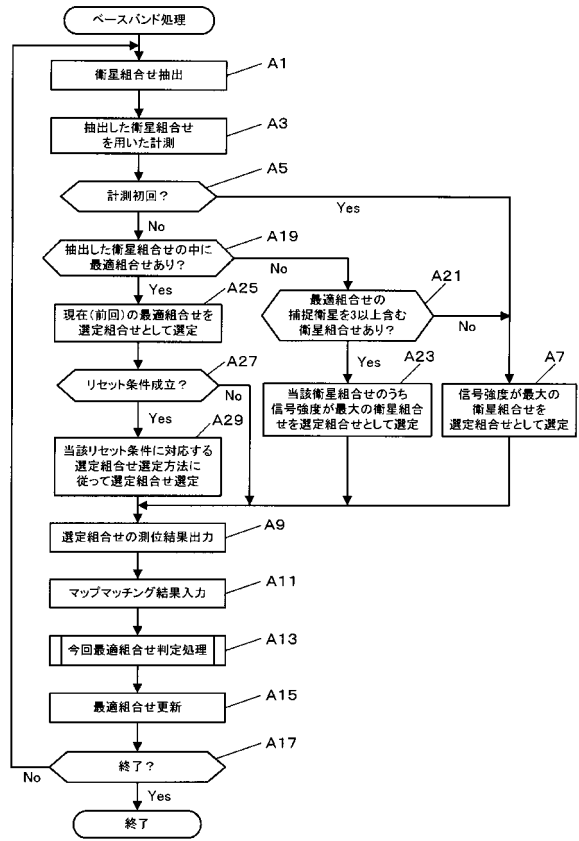 ベースバンド処理
衛星組合せ抽出
A1
抽出した衛星組合せ
を用いた計測
A3
計測初回？
A5
Yes
No
抽出した衛星組合せの中に
最適組合せあり？
A19
No
Yes
現在(前回)の最適組合せを
選定組合せとして選定
A25
最適組合せの
捕捉衛星を3以上含む
衛星組合せあり？
A21
No
Yes
リセット条件成立？
A27
No
Yes
当該衛星組合せのうち
信号強度が最大の衛星組合
せを選定組合せとして選定
A23
信号強度が最大の
衛星組合せを
選定組合せとして選定
A7
当該リセット条件に対応する
選定組合せ選定方法に
従って選定組合せ選定
A29
選定組合せの測位結果出力
A9
マップマッチング結果入力
A11
今回最適組合せ判定処理
A13
最適組合せ更新
A15
終了？
A17
No
Yes
終了